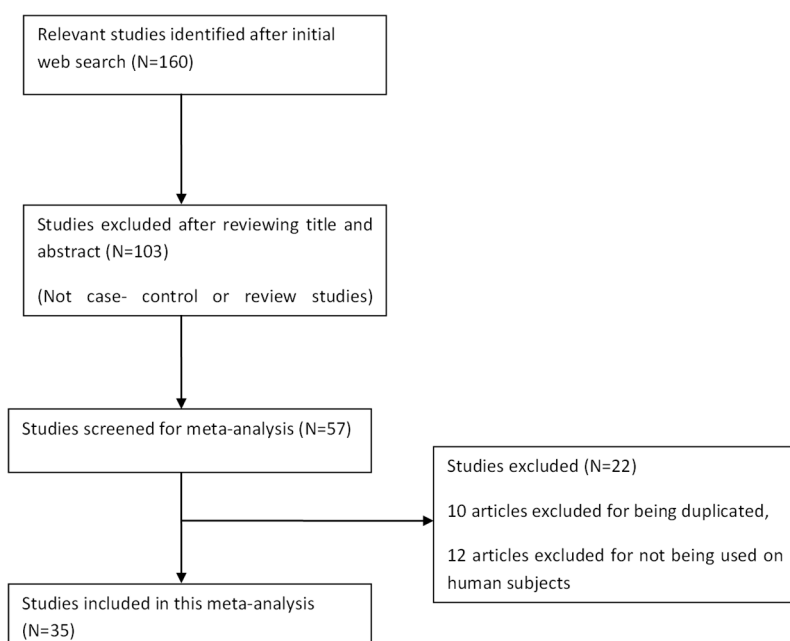 Relevant studies identified after initial
web search (N=160)
Studies excluded after reviewing title and
abstract (N=103)
(Not case- control or review studies)
Studies screened for meta-analysis (N=57)
Studies excluded (N=22)
10 articles excluded for being duplicated,
12 articles excluded for not being used on
human subjects
Studies included in this meta-analysis
(N=35)